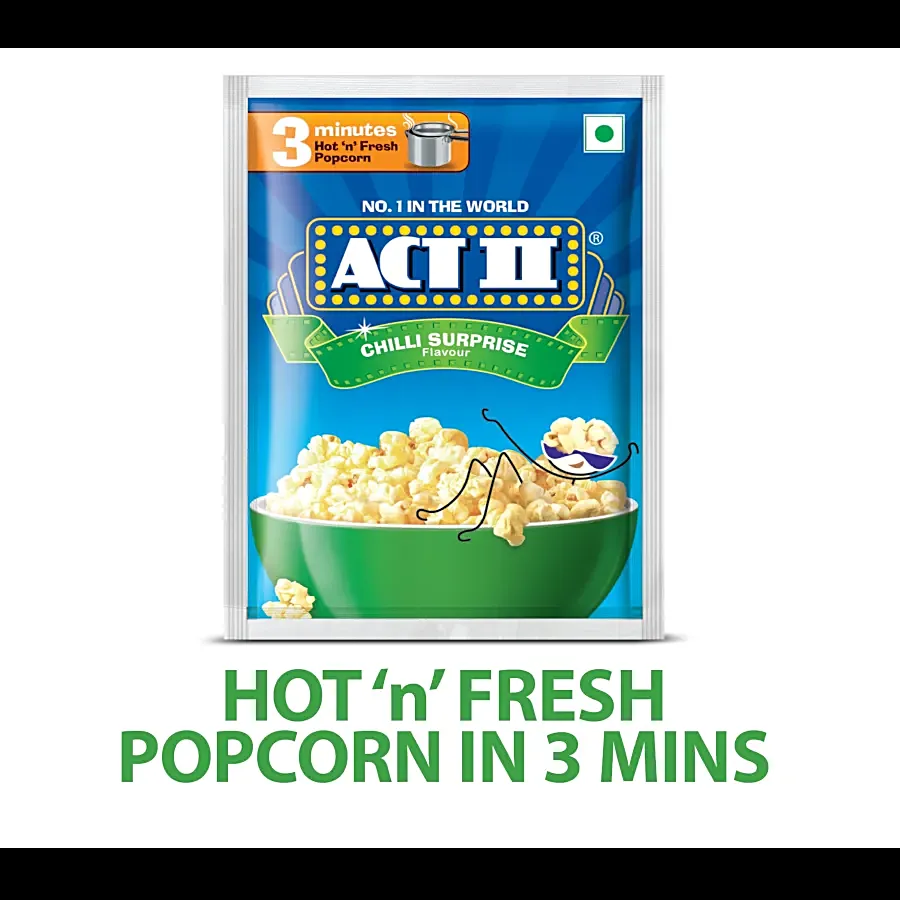 3 minutes
Hot 'n' Fresh
Popcorn
NO. 1 IN THE WORLD
ACT II ®
CHILLI SURPRISE
Flavour
HOT ‘n’ FRESH
POPCORN IN 3 MINS